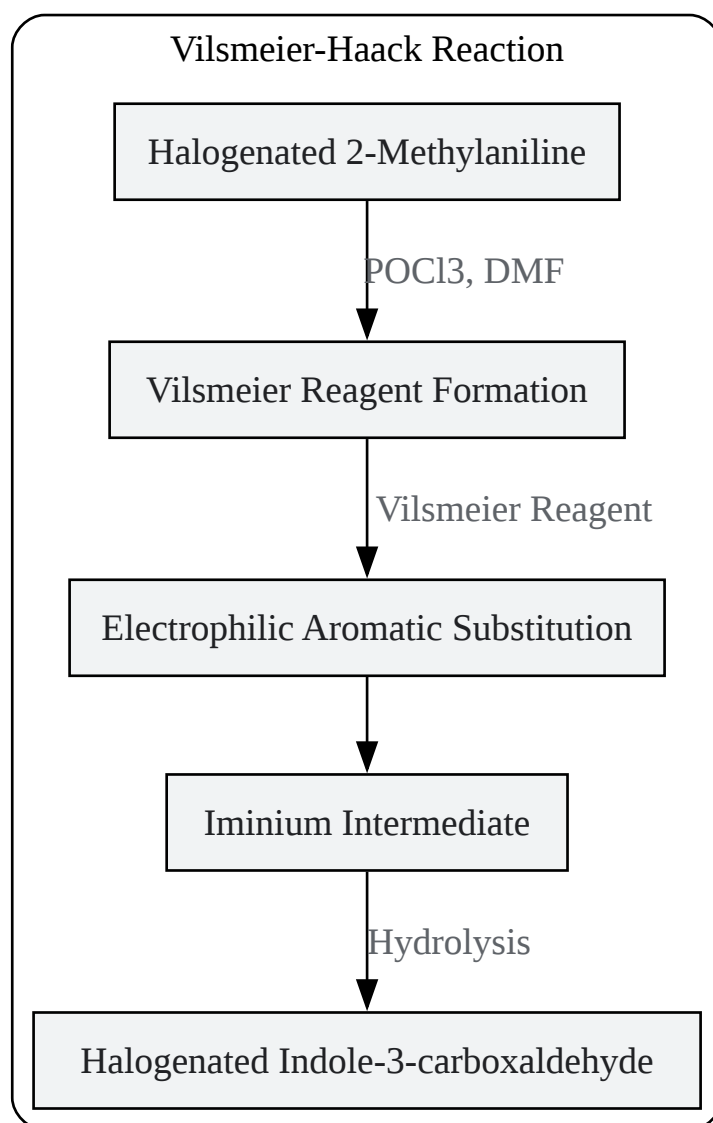 Vilsmeier-Haack Reaction
Halogenated 2-Methylaniline
POCl3, DMF
Vilsmeier Reagent Formation
Vilsmeier Reagent
Electrophilic Aromatic Substitution
Iminium Intermediate
Hydrolysis
Halogenated Indole-3-carboxaldehyde